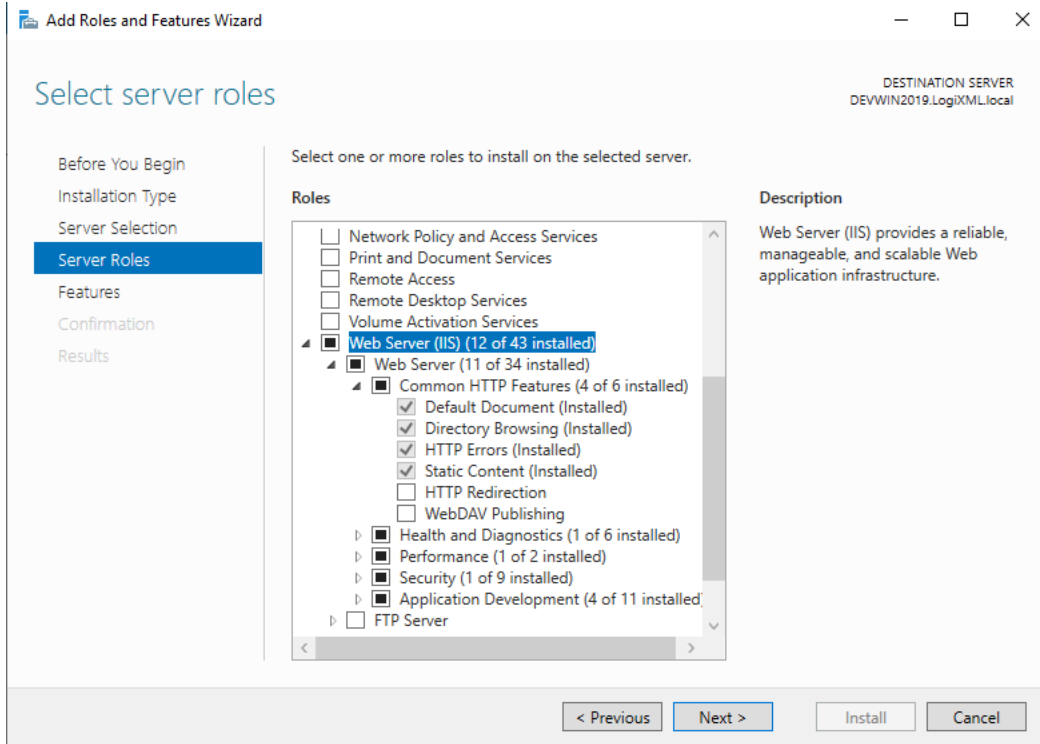 Add Roles and Features Wizard
Select server roles
DESTINATION SERVER
DEVWIN2019.LogiXML.local
Before You Begin
Installation Type
Server Selection
Server Roles
Features
Confirmation
Results
Select one or more roles to install on the selected server.
Roles
Network Policy and Access Services
Print and Document Services
Remote Access
Remote Desktop Services
Volume Activation Services
Web Server (IIS) (12 of 43 installed)
Web Server (11 of 34 installed)
Common HTTP Features (4 of 6 installed)
Default Document (Installed)
Directory Browsing (Installed)
HTTP Errors (Installed)
Static Content (Installed)
HTTP Redirection
WebDAV Publishing
Health and Diagnostics (1 of 6 installed)
Performance (1 of 2 installed)
Security (1 of 9 installed)
Application Development (4 of 11 installed
FTP Server
Description
Web Server (IIS) provides a reliable,
manageable, and scalable Web
application infrastructure.
< Previous
Next >
Install
Cancel